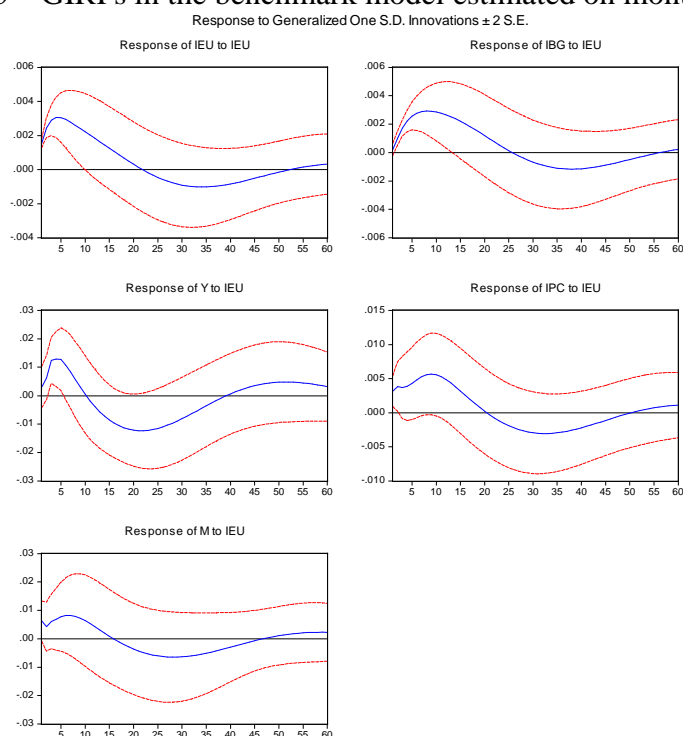 GIRFs in the benchmark model estimated on
Response to Generalized One S.D. Innovations ± 2 S.E.
Response of IEU to IEU
.006
.004
.002
.000
-.002
-.004
5 10 15 20 25 30 35 40 45 50 55 60
Response of IBG to IEU
.006
.004
.002
.000
-.002
-.004
-.006
5 10 15 20 25 30 35 40 45 50 55 60
Response of Y to IEU
.03
.02
.01
.00
-.01
-.02
-.03
5 10 15 20 25 30 35 40 45 50 55 60
Response of IPC to IEU
.015
.010
.005
.000
-.005
-.010
5 10 15 20 25 30 35 40 45 50 55 60
Response of M to IEU
.03
.02
.01
.00
-.01
-.02
-.03
5 10 15 20 25 30 35 40 45 50 55 60